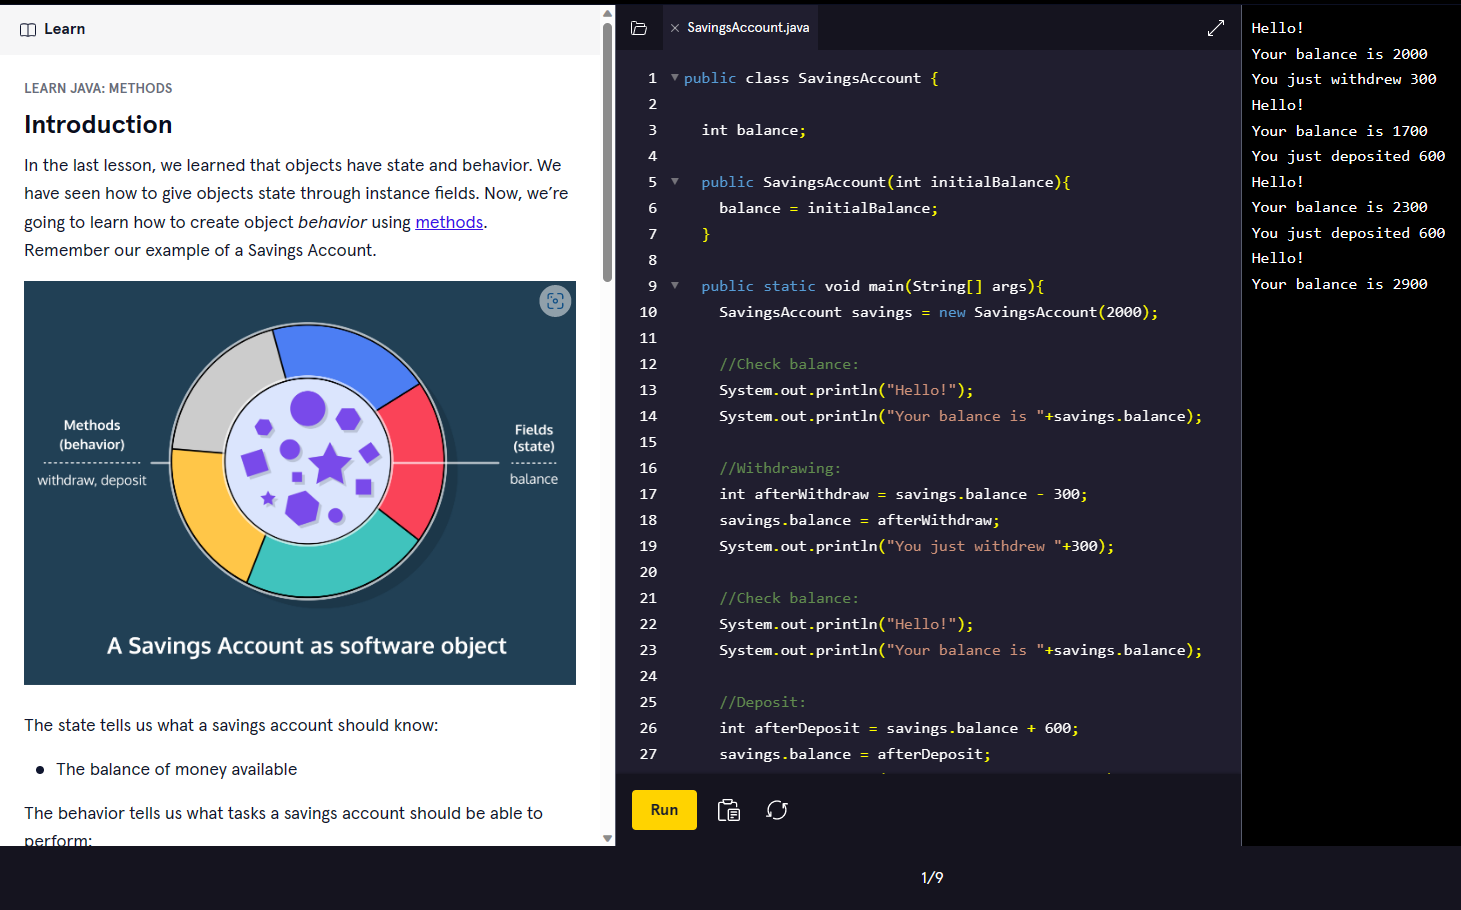 Learn
LEARN JAVA: METHODS
Introduction
In the last lesson, we learned that objects have state and behavior. We
have seen how to give objects state through instance fields. Now, we’re
going to learn how to create object behavior using methods.
Remember our example of a Savings Account.
Methods
(behavior)
withdraw, deposit
Fields
(state)
balance
A Savings Account as software object
The state tells us what a savings account should know:
• The balance of money available
The behavior tells us what tasks a savings account should be able to
perform:
SavingsAccount.java
1 public class SavingsAccount {
2
3 int balance;
4
5 public SavingsAccount(int initialBalance){
6 balance = initialBalance;
7 }
8
9 public static void main(String[] args){
10 SavingsAccount savings = new SavingsAccount(2000);
11
12 //Check balance:
13 System.out.println("Hello!");
14 System.out.println("Your balance is "+savings.balance);
15
16 //Withdrawing:
17 int afterWithdraw = savings.balance - 300;
18 savings.balance = afterWithdraw;
19 System.out.println("You just withdrew "+300);
20
21 //Check balance:
22 System.out.println("Hello!");
23 System.out.println("Your balance is "+savings.balance);
24
25 //Deposit:
26 int afterDeposit = savings.balance + 600;
27 savings.balance = afterDeposit;
Run
Hello!
Your balance is 2000
You just withdrew 300
Hello!
Your balance is 1700
You just deposited 600
Hello!
Your balance is 2300
You just deposited 600
Hello!
Your balance is 2900
1/9